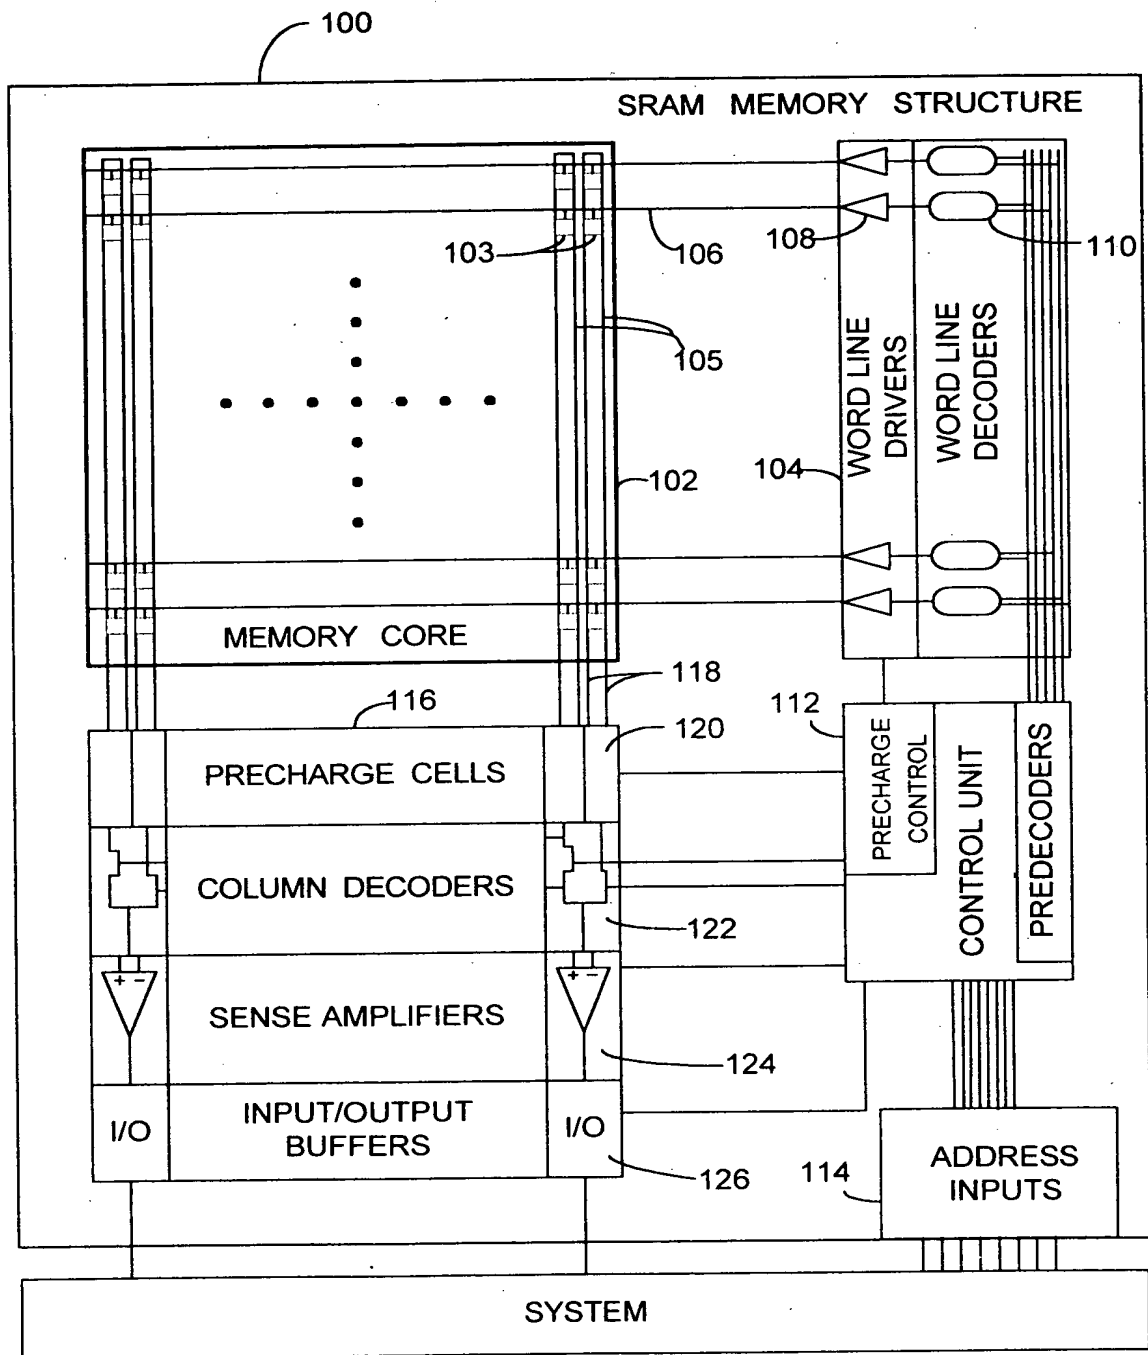 100
SRAM MEMORY STRUCTURE
103
106
108
110
105
WORD LINE
DRIVERS
WORD LINE
DECODERS
102
104
MEMORY CORE
118
116
120
112
PRECHARGE CELLS
PRECHARGE
CONTROL
CONTROL UNIT
PREDECODERS
COLUMN DECODERS
122
+ -
SENSE AMPLIFIERS
+ -
124
I/O
INPUT/OUTPUT
BUFFERS
I/O
126
114
ADDRESS
INPUTS
SYSTEM